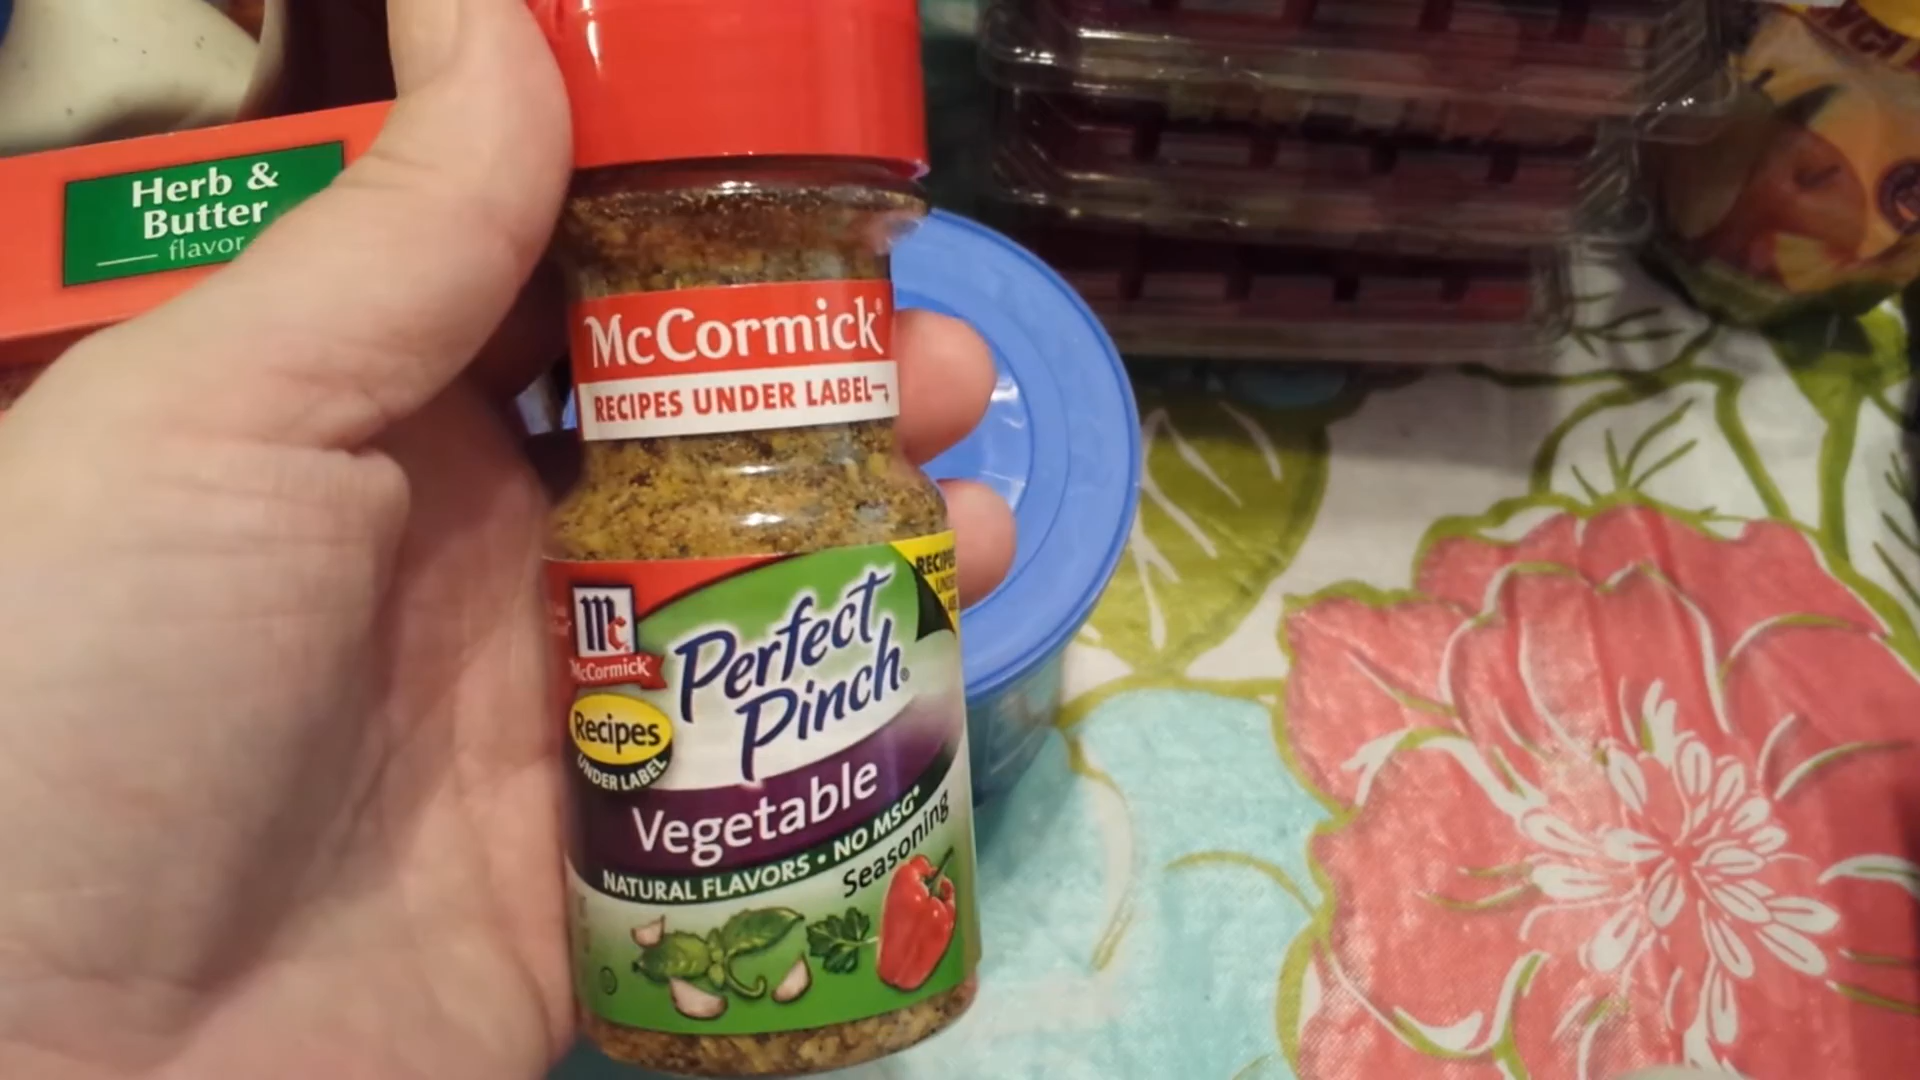 Herb &
Butter
flavor
McCormick®
RECIPES UNDER LABEL
Mc
McCormick®
Perfect
Pinch®
Recipes
UNDER LABEL
Vegetable
NATURAL FLAVORS • NO MSG*
Seasoning